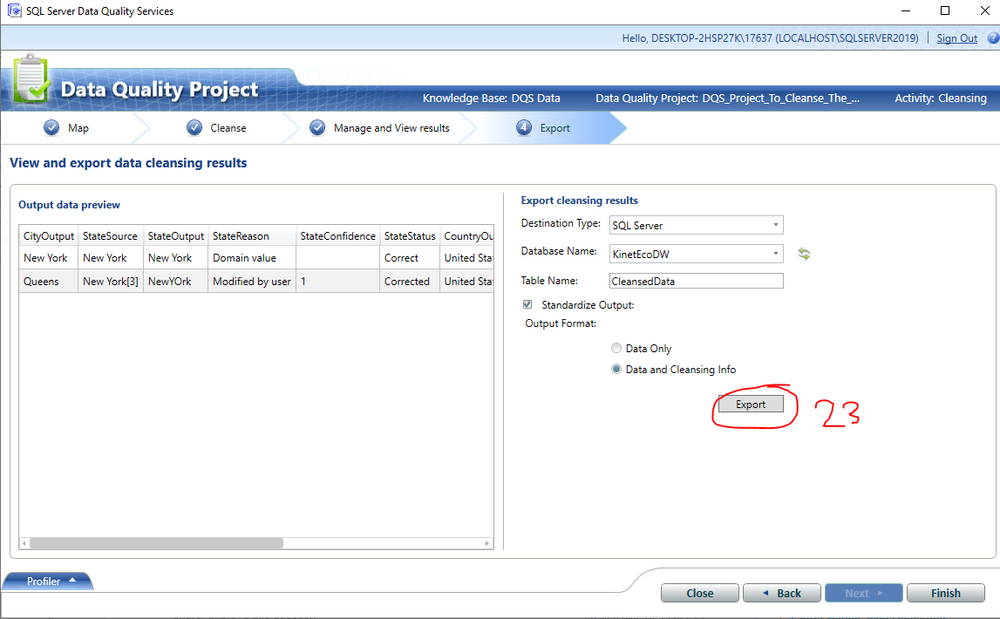 SQL Server Data Quality Services
Hello, DESKTOP-2HSP27K\17637 (LOCALHOST\SQLSERVER2019) Sign Out ?
Data Quality Project
Knowledge Base: DQS Data Data Quality Project: DQS_Project_To_Cleanse_The_... Activity: Cleansing
Map Cleanse Manage and View results 4 Export
View and export data cleansing results
Output data preview
CityOutput StateSource StateOutput StateReason StateConfidence StateStatus CountryOu
New York New York New York Domain value Correct United Stat
Queens New York[3] NewYOrk Modified by user 1 Corrected United Stat
Export cleansing results
Destination Type: SQL Server
Database Name: KinetEcoDW
Table Name: CleansedData
Standardize Output:
Output Format:
Data Only
Data and Cleansing Info
Export 23
Profiler
Close Back Next Finish